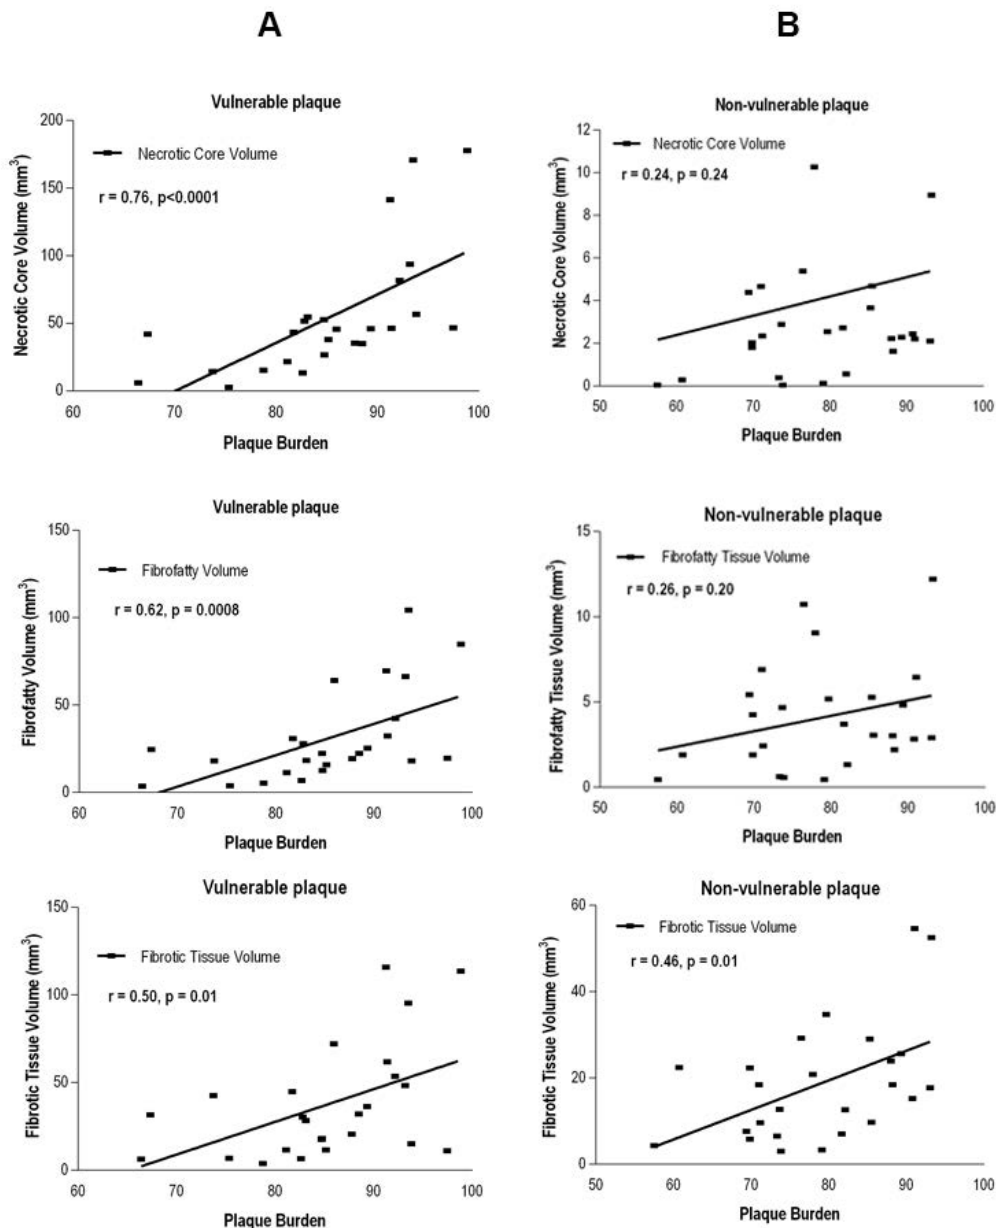 A
B
Vulnerable plaque
200
150
100
50
0
Necrotic Core Volume (mm³)
Necrotic Core Volume
r = 0.76, p<0.0001
60 70 80 90 100
Plaque Burden
Non-vulnerable plaque
12
10
8
6
4
2
0
Necrotic Core Volume (mm³)
Necrotic Core Volume
r = 0.24, p = 0.24
50 60 70 80 90 100
Plaque Burden
Vulnerable plaque
150
100
50
0
Fibrofatty Volume (mm³)
Fibrofatty Volume
r = 0.62, p = 0.0008
60 70 80 90 100
Plaque Burden
Non-vulnerable plaque
15
10
5
0
Fibrofatty Tissue Volume (mm³)
Fibrofatty Tissue Volume
r = 0.26, p = 0.20
50 60 70 80 90 100
Plaque Burden
Vulnerable plaque
150
100
50
0
Fibrotic Tissue Volume (mm³)
Fibrotic Tissue Volume
r = 0.50, p = 0.01
60 70 80 90 100
Plaque Burden
Non-vulnerable plaque
60
40
20
0
Fibrotic Tissue Volume (mm³)
Fibrotic Tissue Volume
r = 0.46, p = 0.01
50 60 70 80 90 100
Plaque Burden